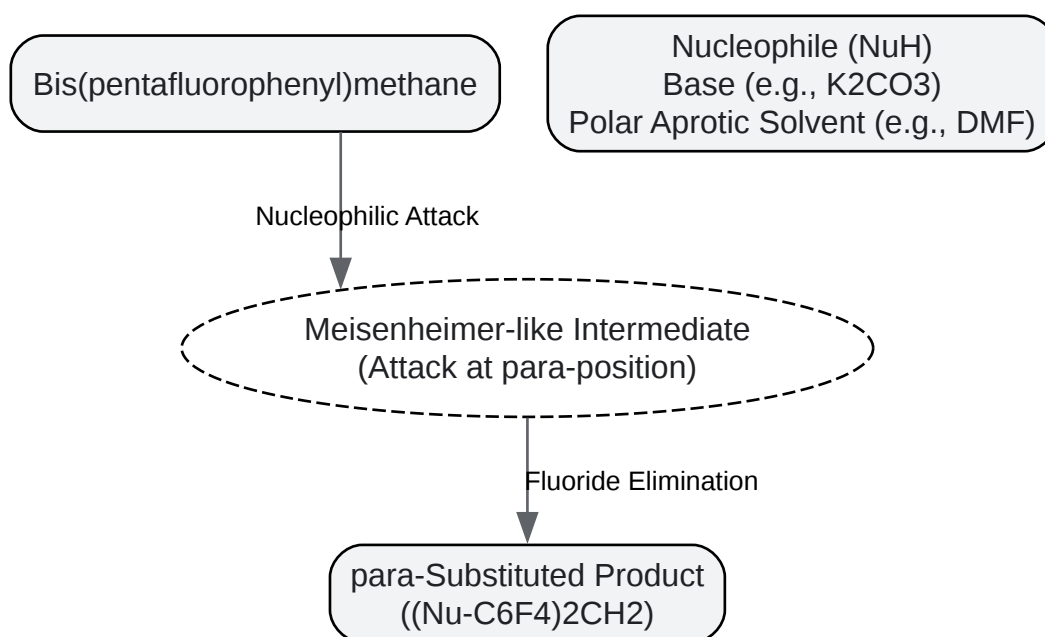 Bis(pentafluorophenyl)methane
Nucleophile (NuH)
Base (e.g., K2CO3)
Polar Aprotic Solvent (e.g., DMF)
Nucleophilic Attack
Meisenheimer-like Intermediate
(Attack at para-position)
Fluoride Elimination
para-Substituted Product
((Nu-C6F4)2CH2)